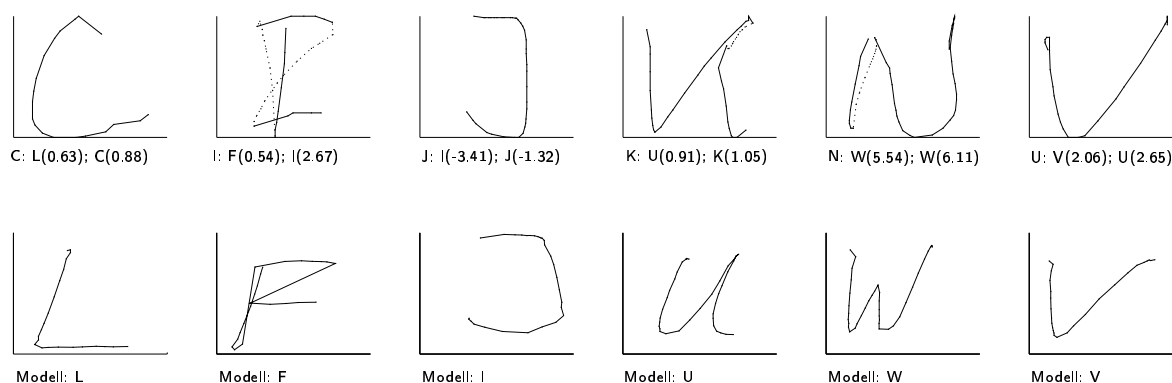 C: L(0.63); C(0.88) I: F(0.54); I(2.67) J: I(-3.41); J(-1.32) K: U(0.91); K(1.05) N: W(5.54); W(6.11) U: V(2.06); U(2.65)
Modell: L Modell: F Modell: I Modell: U Modell: W Modell: V